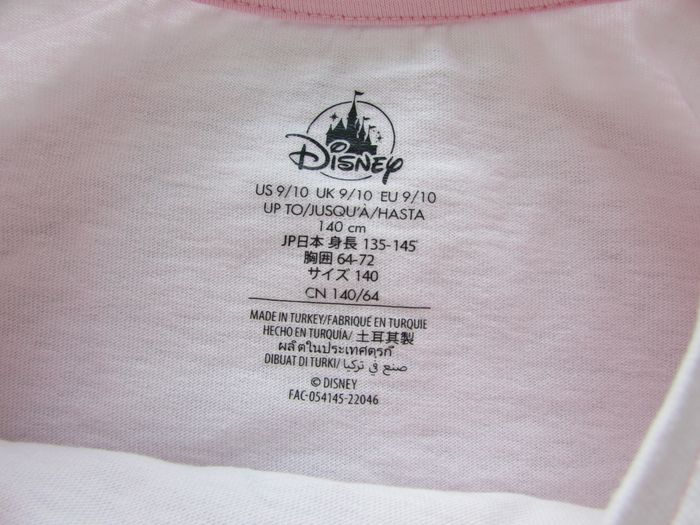 DISNEY
US 9/10 UK 9/10 EU 9/10
UP TO/JUSQU'À/HASTA
140 cm
JP日本 身長 135-145
胸囲 64-72
サイズ 140
CN 140/64
MADE IN TURKEY/FABRIQUÉ EN TURQUIE
HECHO EN TURQUÍA/ 土耳其製
ผลิตในประเทศตุรกี
DIBUAT DI TURKI/ صنع في تركيا
© DISNEY
FAC-054145-22046